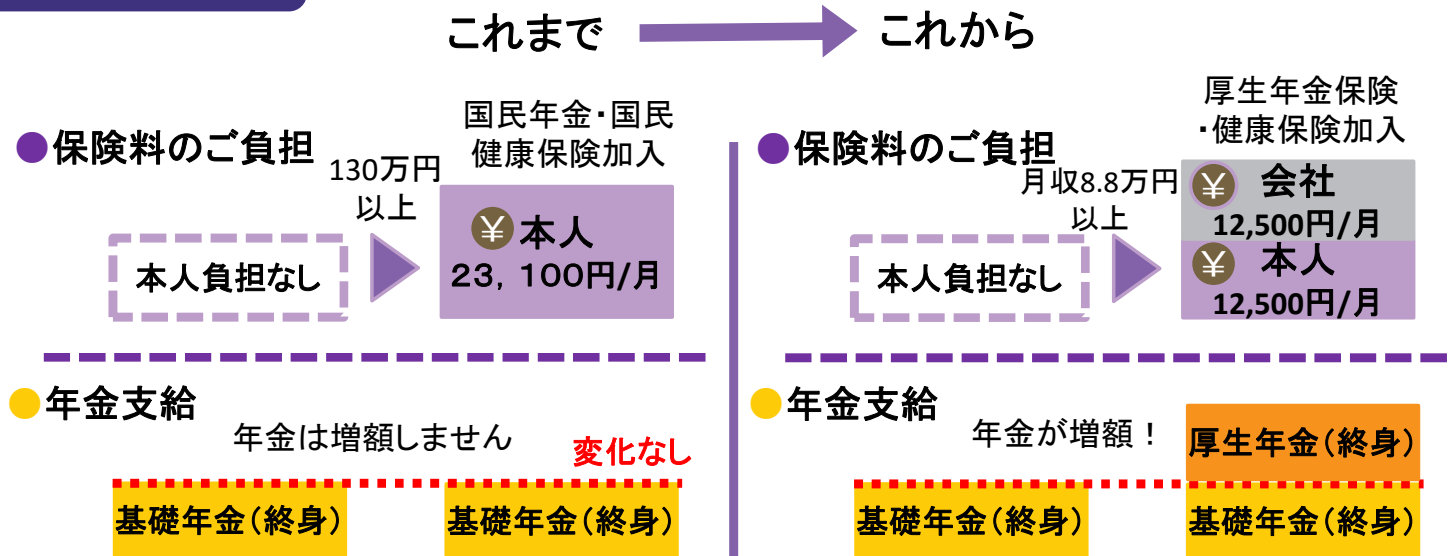 これまで
これから
●保険料のご負担
130万円
以上
国民年金・国民
健康保険加入
本人負担なし
¥ 本人
23，100円/月
●年金支給
年金は増額しません
変化なし
基礎年金(終身)
基礎年金(終身)
●保険料のご負担
月収8.8万円
以上
厚生年金保険
・健康保険加入
本人負担なし
¥ 会社
12,500円/月
¥ 本人
12,500円/月
●年金支給
年金が増額！
厚生年金(終身)
基礎年金(終身)
基礎年金(終身)